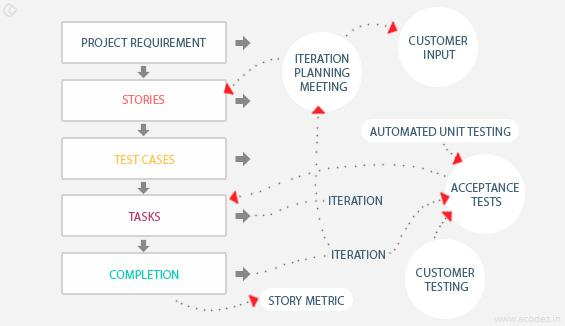 PROJECT REQUIREMENT
STORIES
TEST CASES
TASKS
COMPLETION
ITERATION
PLANNING
MEETING
CUSTOMER
INPUT
AUTOMATED UNIT TESTING
ACCEPTANCE
TESTS
ITERATION
ITERATION
CUSTOMER
TESTING
STORY METRIC
www.acodez.in